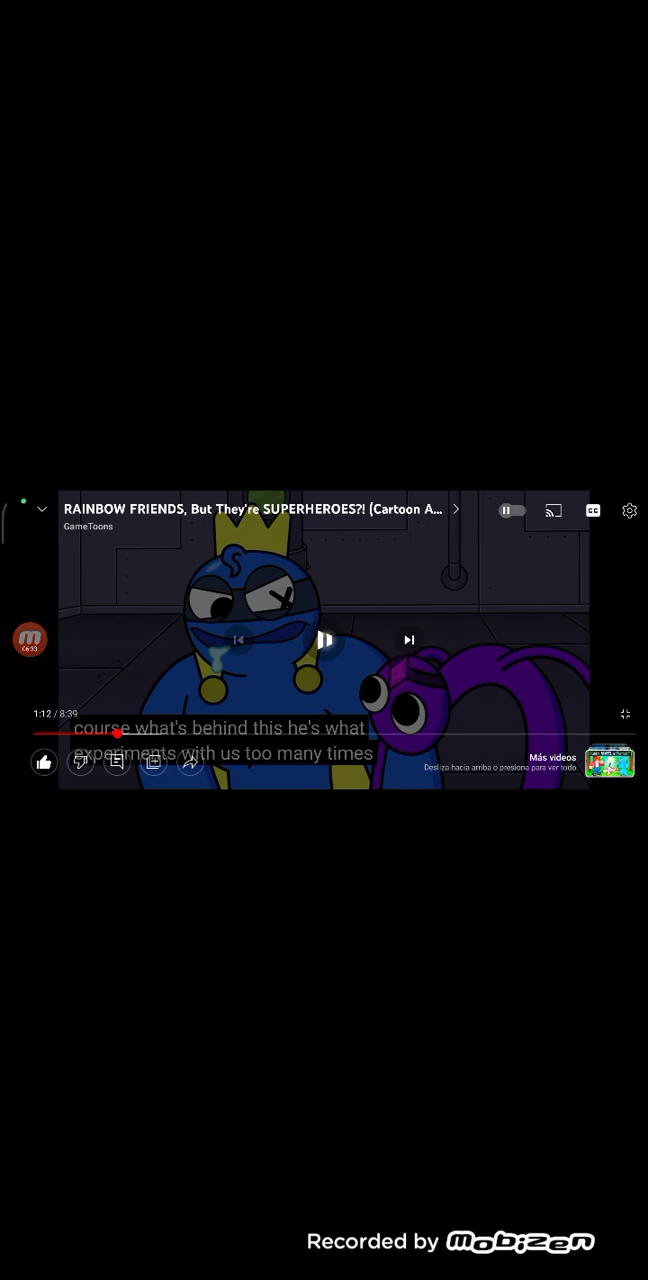 RAINBOW FRIENDS, But They're SUPERHEROES?! (Cartoon A...
GameToons
CC
m
1:12 / 8:39
course what's behind this he's what
experiments with us too many times
Más videos
Desliza hacia arriba o presiona para ver todo.
Recorded by mobizen